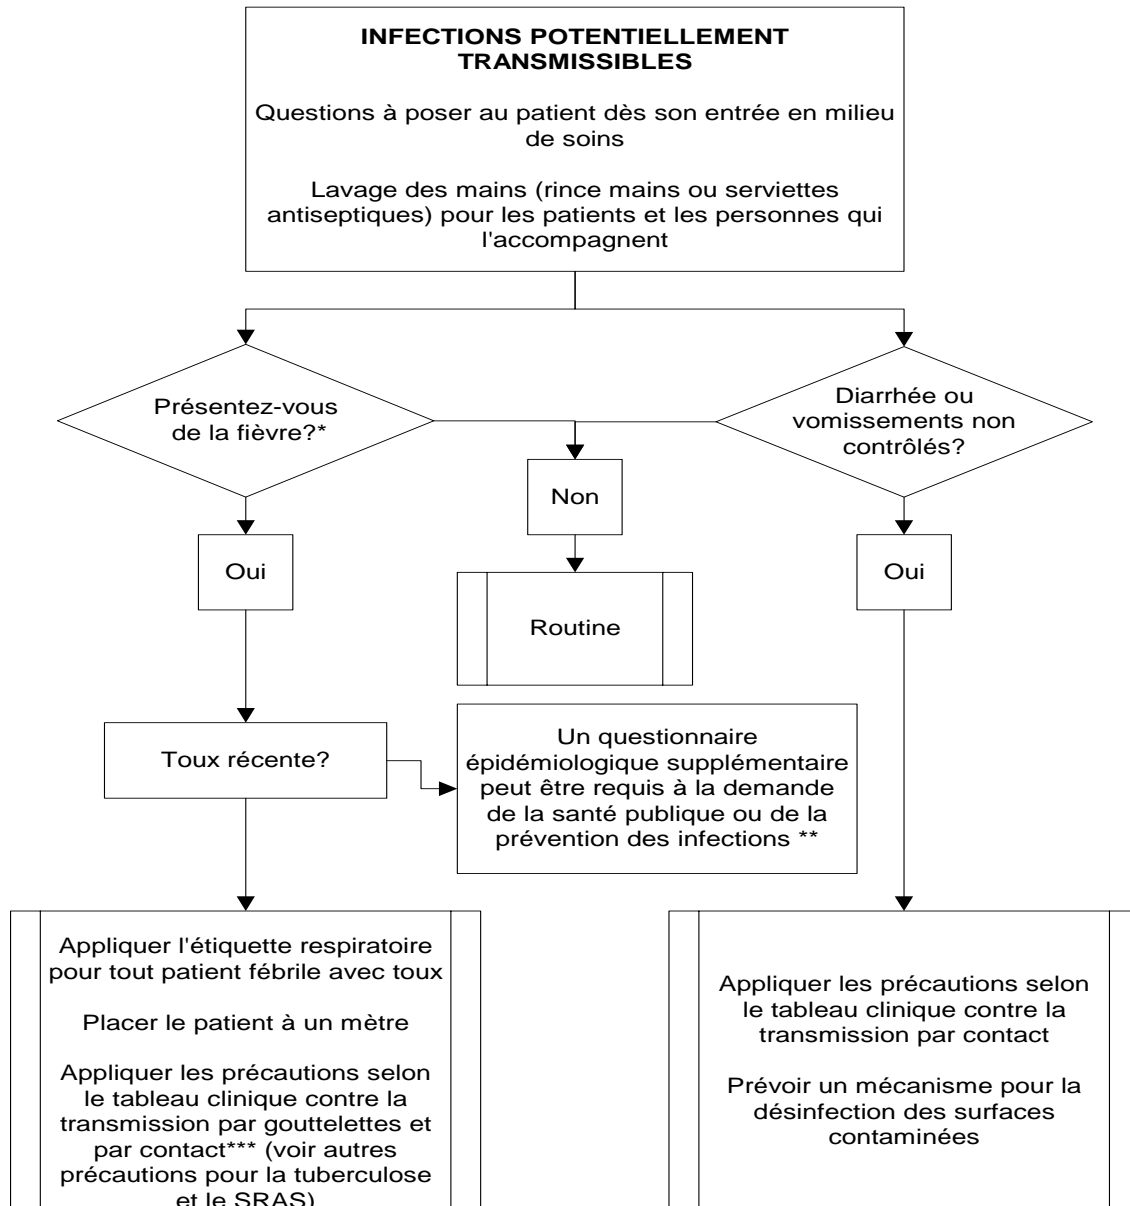 INFECTIONS POTENTIELLEMENT
TRANSMISSIBLES
Questions à poser au patient dès son entrée en milieu
de soins
Lavage des mains (rince mains ou serviettes
antiseptiques) pour les patients et les personnes qui
l'accompagnent
Présentez-vous
de la fièvre?*
Diarrhée ou
vomissements non
contrôlés?
Non
Oui
Oui
Routine
Toux récente?
Un questionnaire
épidémiologique supplémentaire
peut être requis à la demande
de la santé publique ou de la
prévention des infections **
Appliquer l'étiquette respiratoire
pour tout patient fébrile avec toux
Placer le patient à un mètre
Appliquer les précautions selon
le tableau clinique contre la
transmission par gouttelettes et
par contact*** (voir autres
précautions pour la tuberculose
et le SRAS)
Appliquer les précautions selon
le tableau clinique contre la
transmission par contact
Prévoir un mécanisme pour la
désinfection des surfaces
contaminées